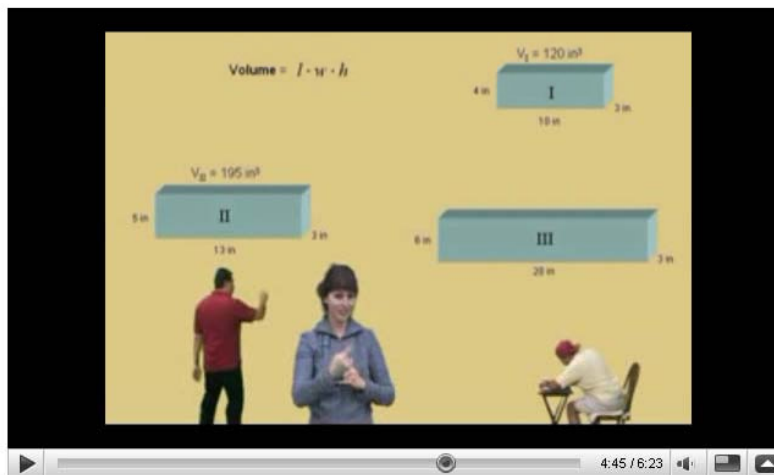 Volume = l · w · h
V_I = 120 in³
4 in
I
3 in
10 in
V_II = 195 in³
5 in
II
3 in
13 in
6 in
III
3 in
20 in
4:45 / 6:23